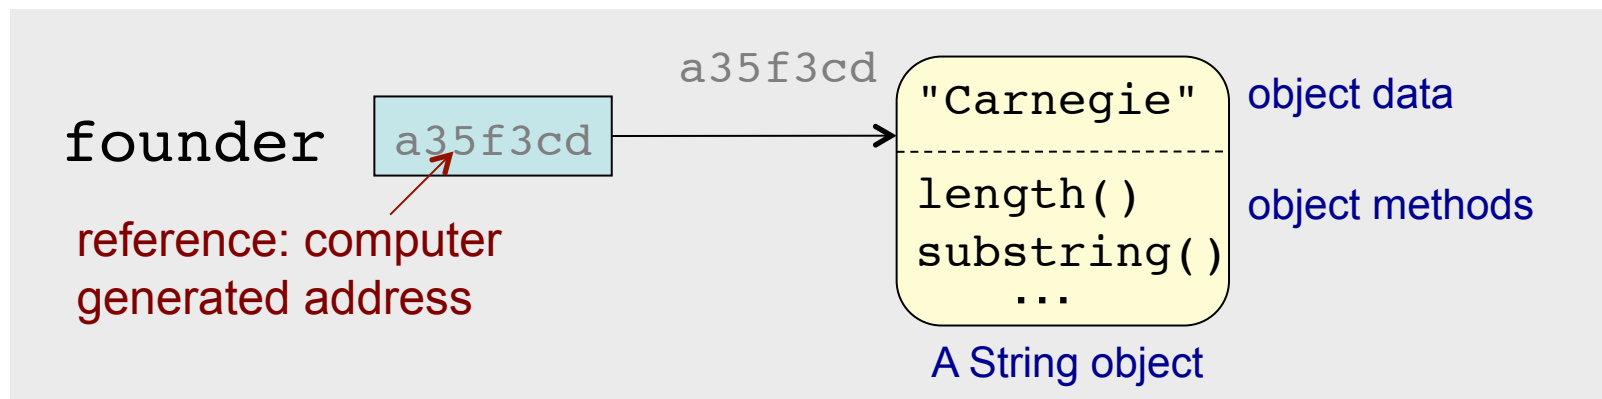 founder
a35f3cd
reference: computer
generated address
a35f3cd
"Carnegie"
length()
substring()
...
object data
object methods
A String object